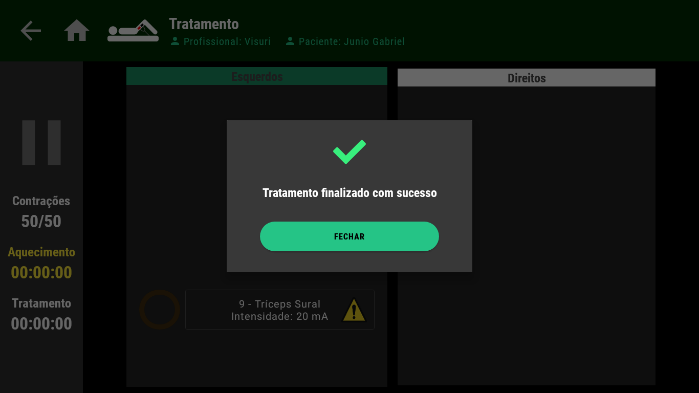 Tratamento
Profissional: Visuri Paciente: Junio Gabriel
Esquerdos
Direitos
Contrações
50/50
Aquecimento
00:00:00
Tratamento
00:00:00
Tratamento finalizado com sucesso
FECHAR
9 - Triceps Sural
Intensidade: 20 mA